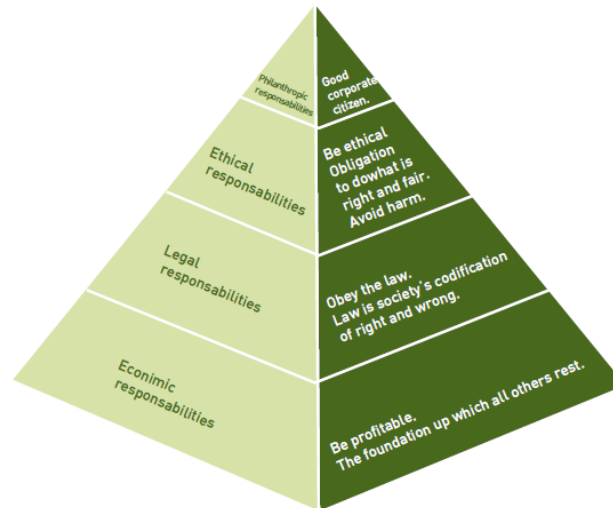 Philanthropic
responsabilities
Good
corporate
citizen.
Ethical
responsabilities
Be ethical
Obligation
to dowhat is
right and fair.
Avoid harm.
Legal
responsabilities
Obey the law.
Law is society's codification
of right and wrong.
Econimic
responsabilities
Be profitable.
The foundation up which all others rest.